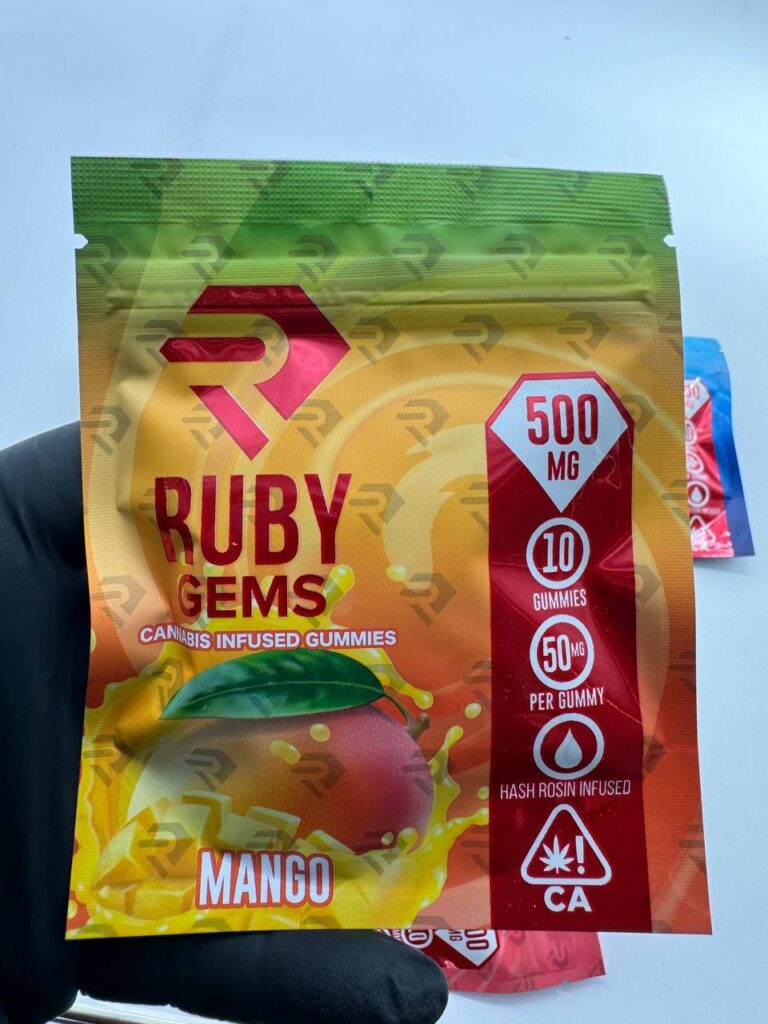 RUBY
GEMS
CANNABIS INFUSED GUMMIES
MANGO
500
MG
10
GUMMIES
50MG
PER GUMMY
HASH ROSIN INFUSED
!
CA